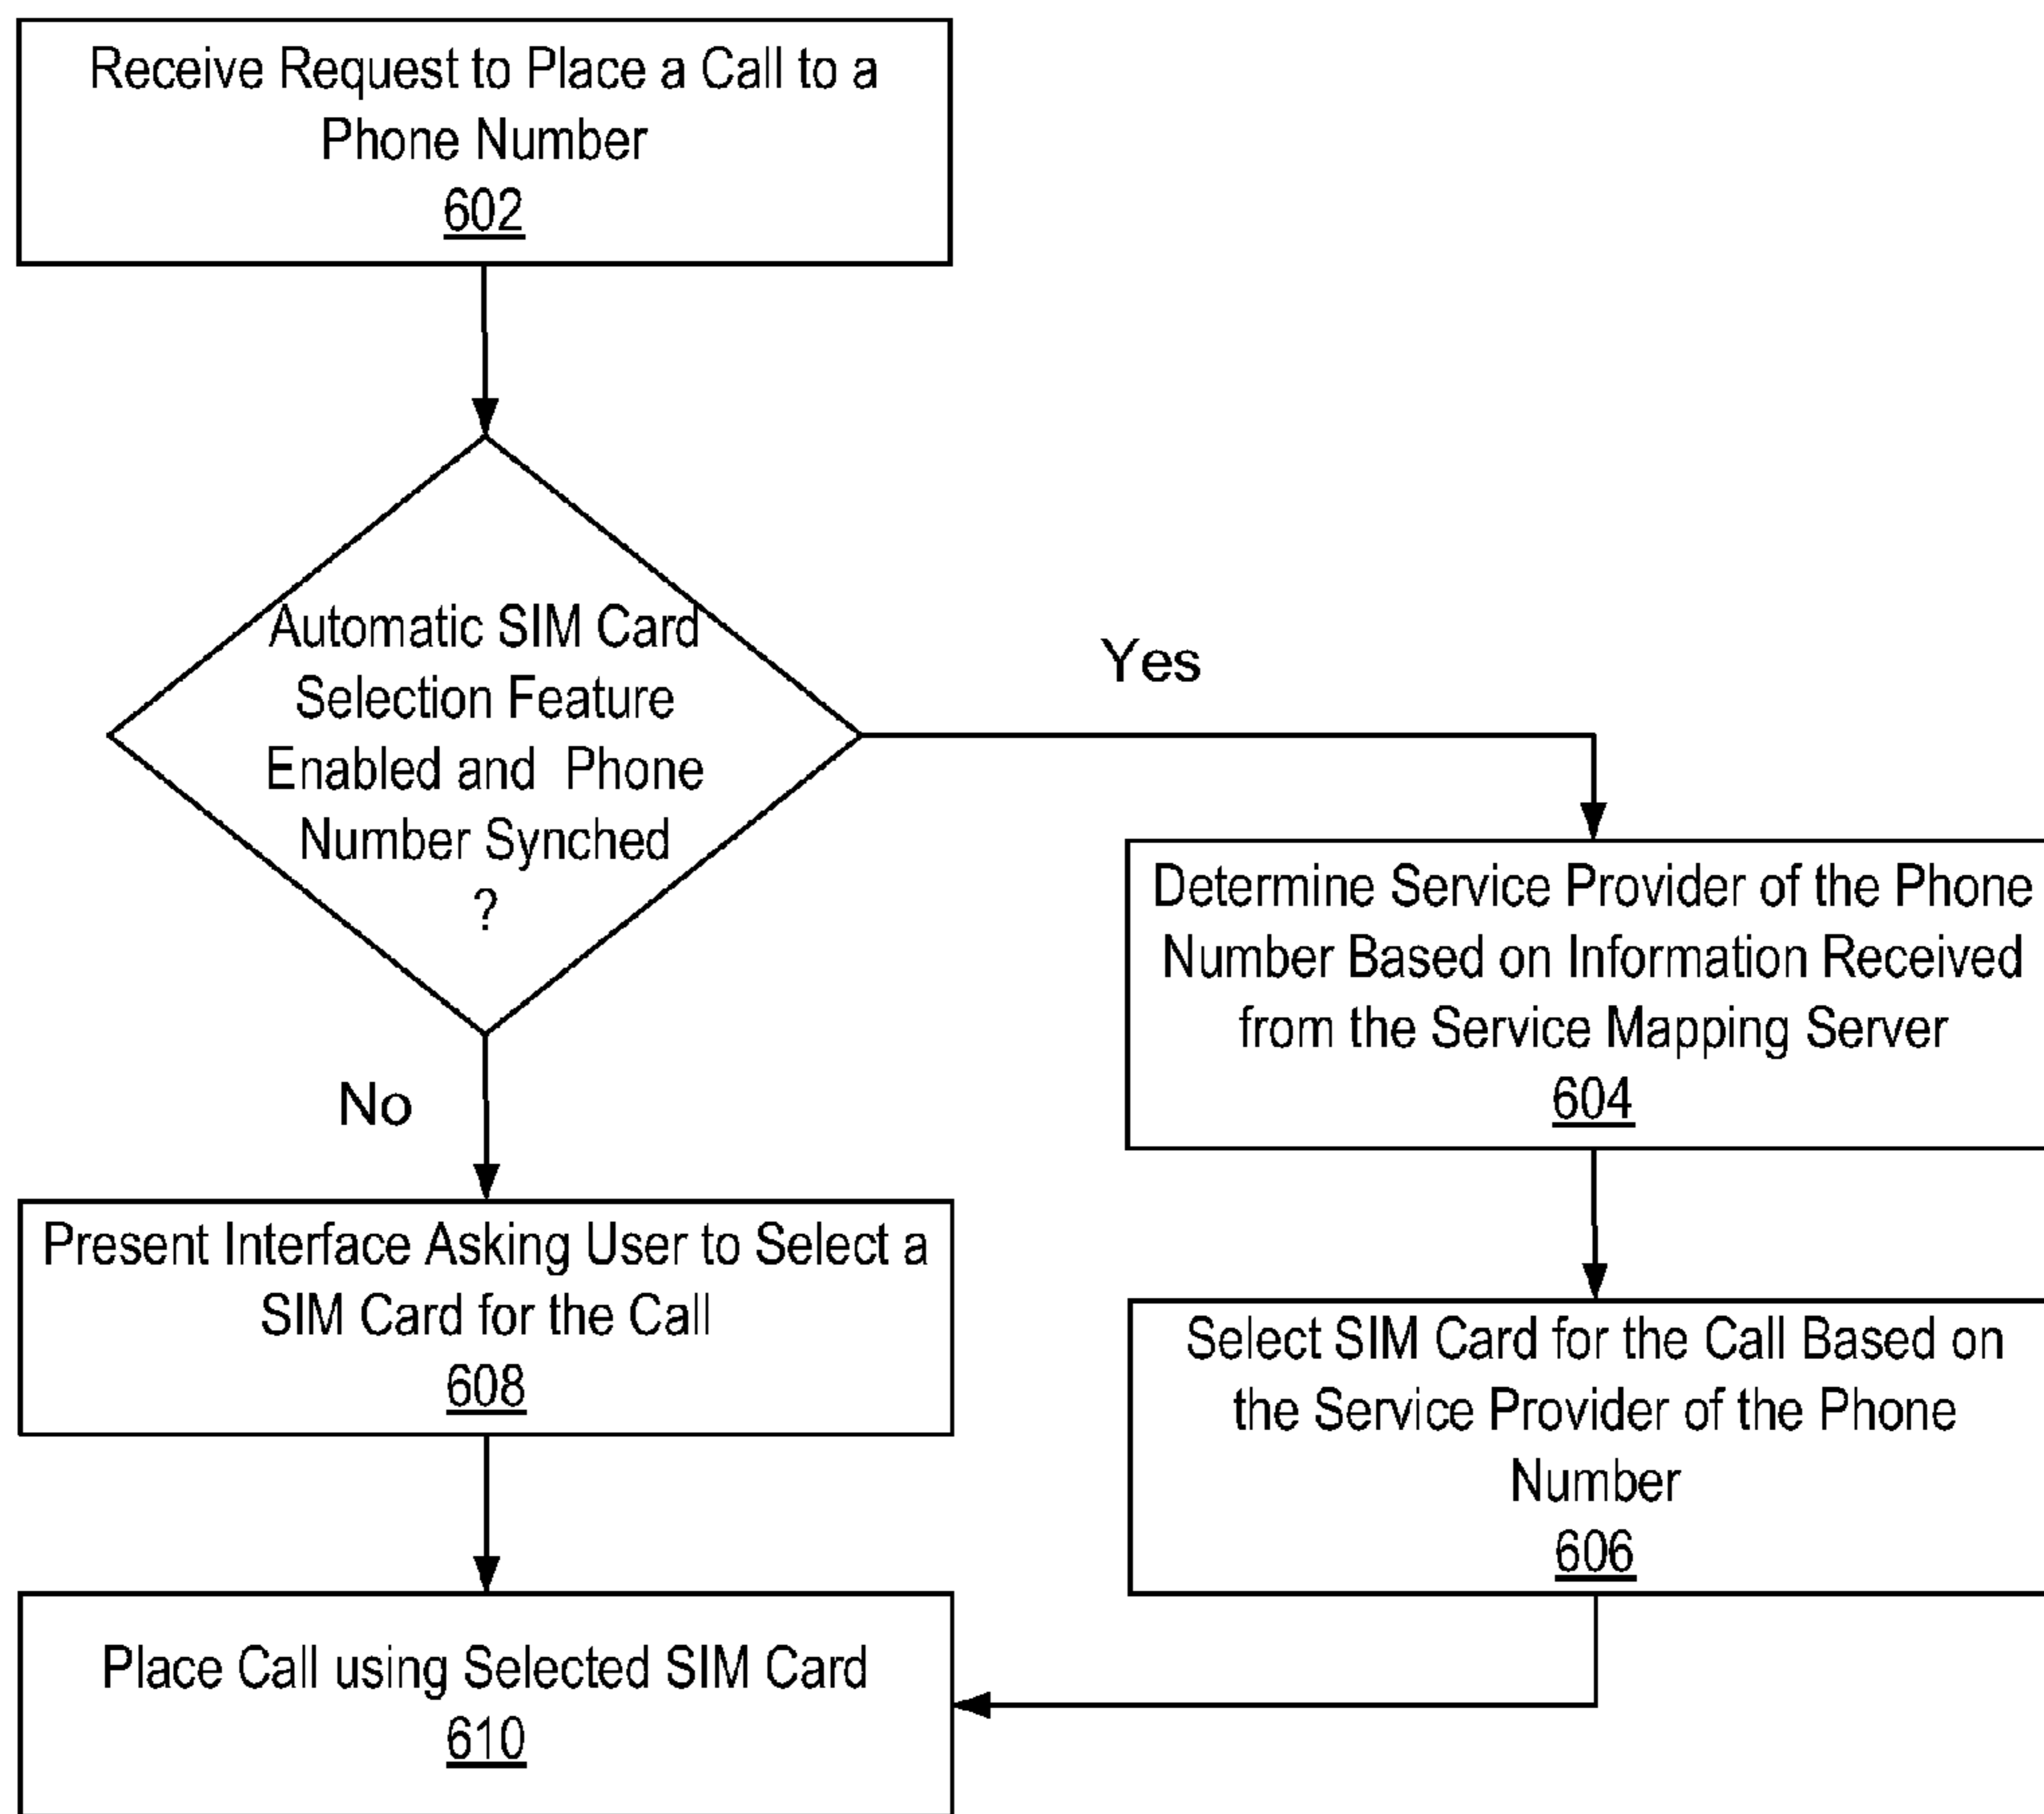 Receive Request to Place a Call to a
Phone Number
602
Automatic SIM Card
Selection Feature
Enabled and Phone
Number Synched
?
Yes
Determine Service Provider of the Phone
Number Based on Information Received
from the Service Mapping Server
604
No
Present Interface Asking User to Select a
SIM Card for the Call
608
Select SIM Card for the Call Based on
the Service Provider of the Phone
Number
606
Place Call using Selected SIM Card
610